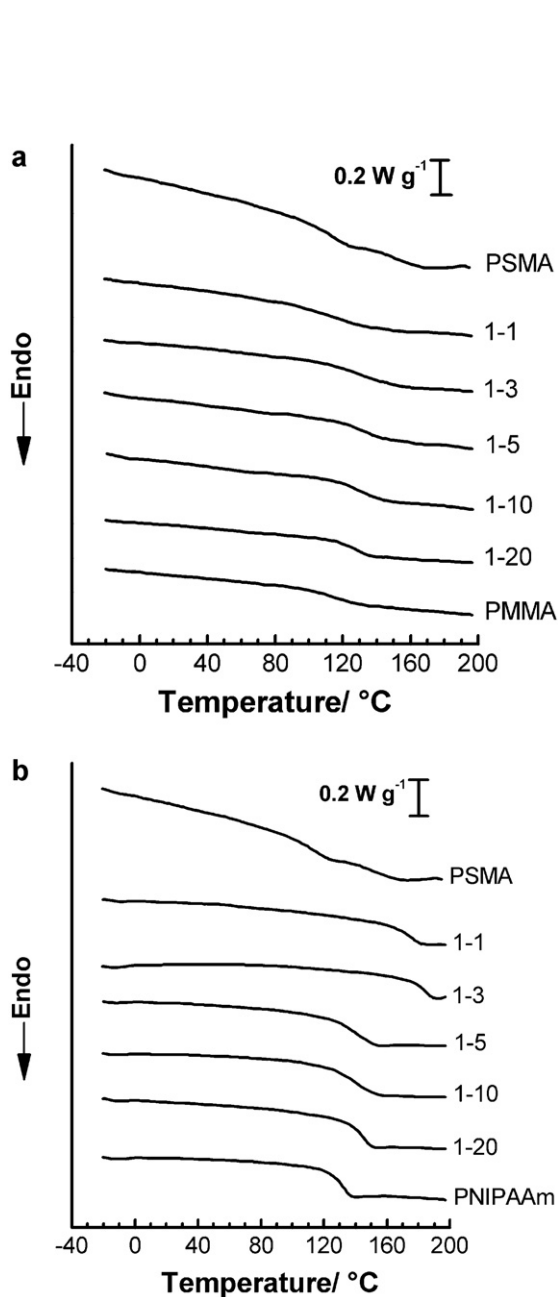 a
0.2 W g⁻¹
PSMA
1-1
1-3
1-5
1-10
1-20
PMMA
Endo
-40 0 40 80 120 160 200
Temperature/ °C
b
0.2 W g⁻¹
PSMA
1-1
1-3
1-5
1-10
1-20
PNIPAAm
Endo
-40 0 40 80 120 160 200
Temperature/ °C